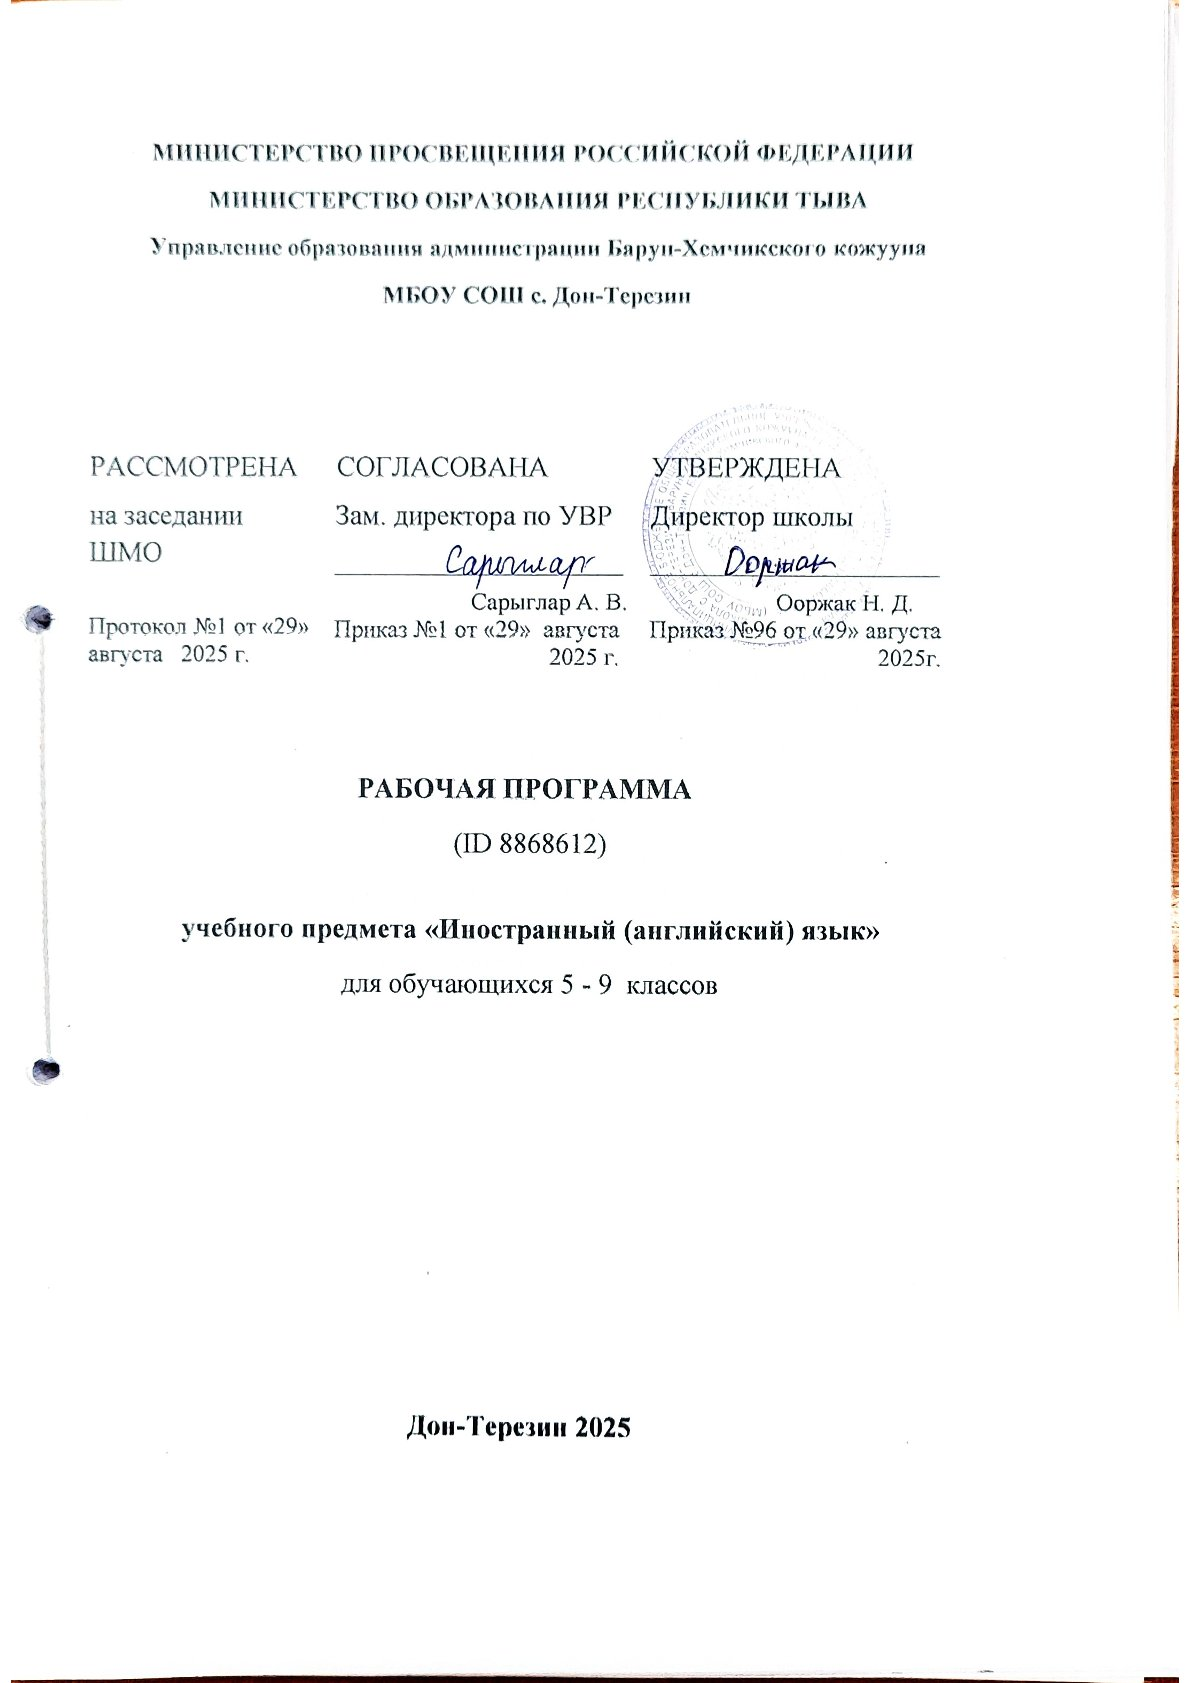 МИНИСТЕРСТВО ПРОСВЕЩЕНИЯ РОССИЙСКОЙ ФЕДЕРАЦИИ
МИНИСТЕРСТВО ОБРАЗОВАНИЯ РЕСПУБЛИКИ ТЫВА
Управление образования администрации Барун-Хемчикского кожууна
МБОУ СОШ с. Дон-Терезин
РАССМОТРЕНА
на заседании
ШМО
Протокол №1 от «29»
августа 2025 г.
СОГЛАСОВАНА
Зам. директора по УВР
Сарыглар
Сарыглар А. В.
Приказ №1 от «29» августа
2025 г.
УТВЕРЖДЕНА
Директор школы
Ооржак Н. Д.
Приказ №96 от «29» августа
2025г.
РАБОЧАЯ ПРОГРАММА
(ID 8868612)
учебного предмета «Иностранный (английский) язык»
для обучающихся 5 - 9 классов
Дон-Терезин 2025